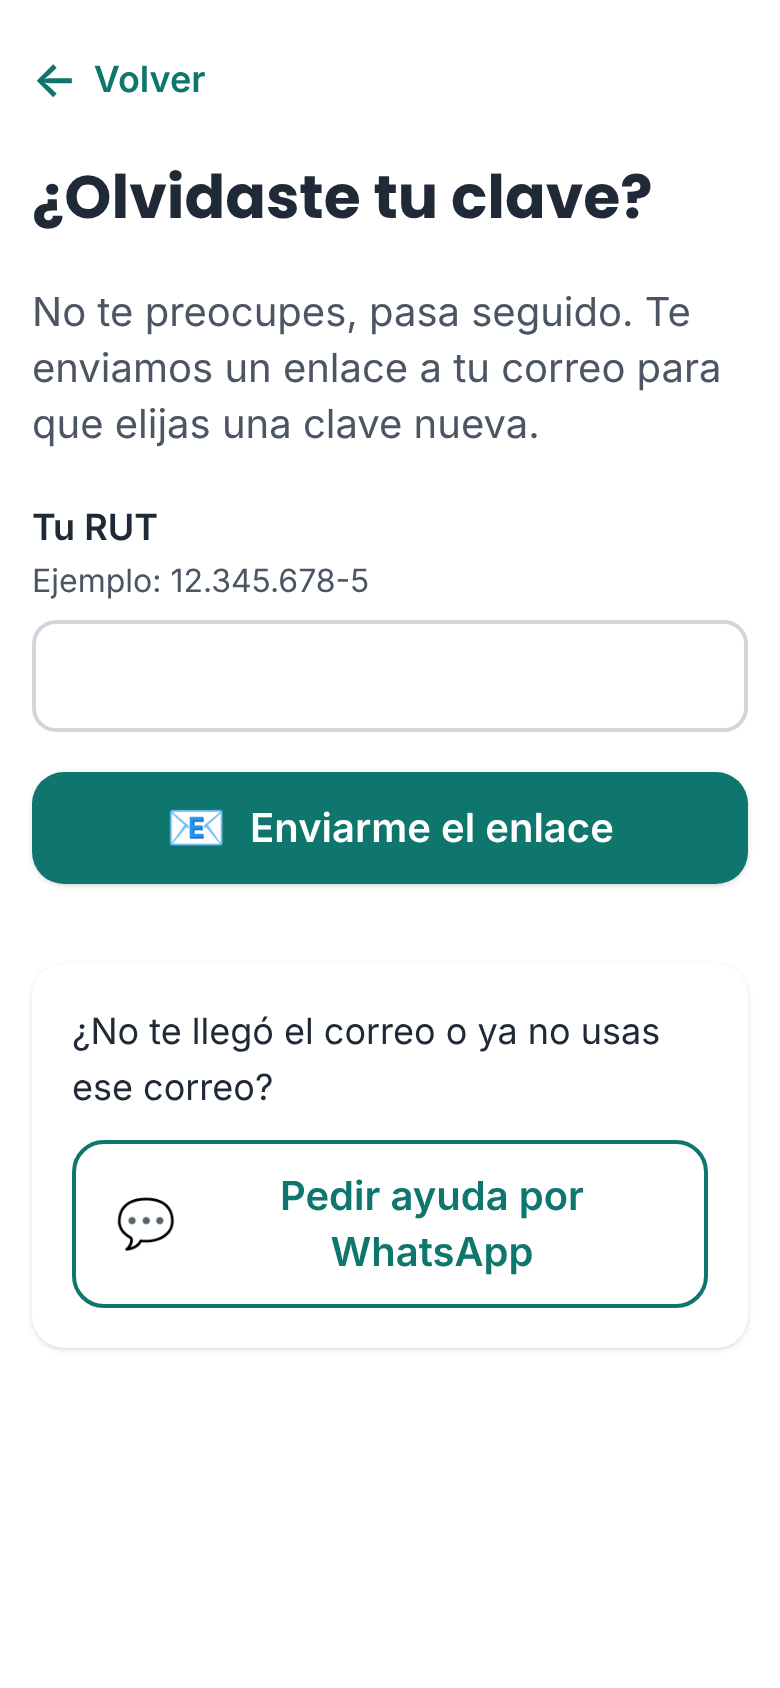 Volver
¿Olvidaste tu clave?
No te preocupes, pasa seguido. Te
enviamos un enlace a tu correo para
que elijas una clave nueva.
Tu RUT
Ejemplo: 12.345.678-5
Enviarme el enlace
¿No te llegó el correo o ya no usas
ese correo?
Pedir ayuda por
WhatsApp